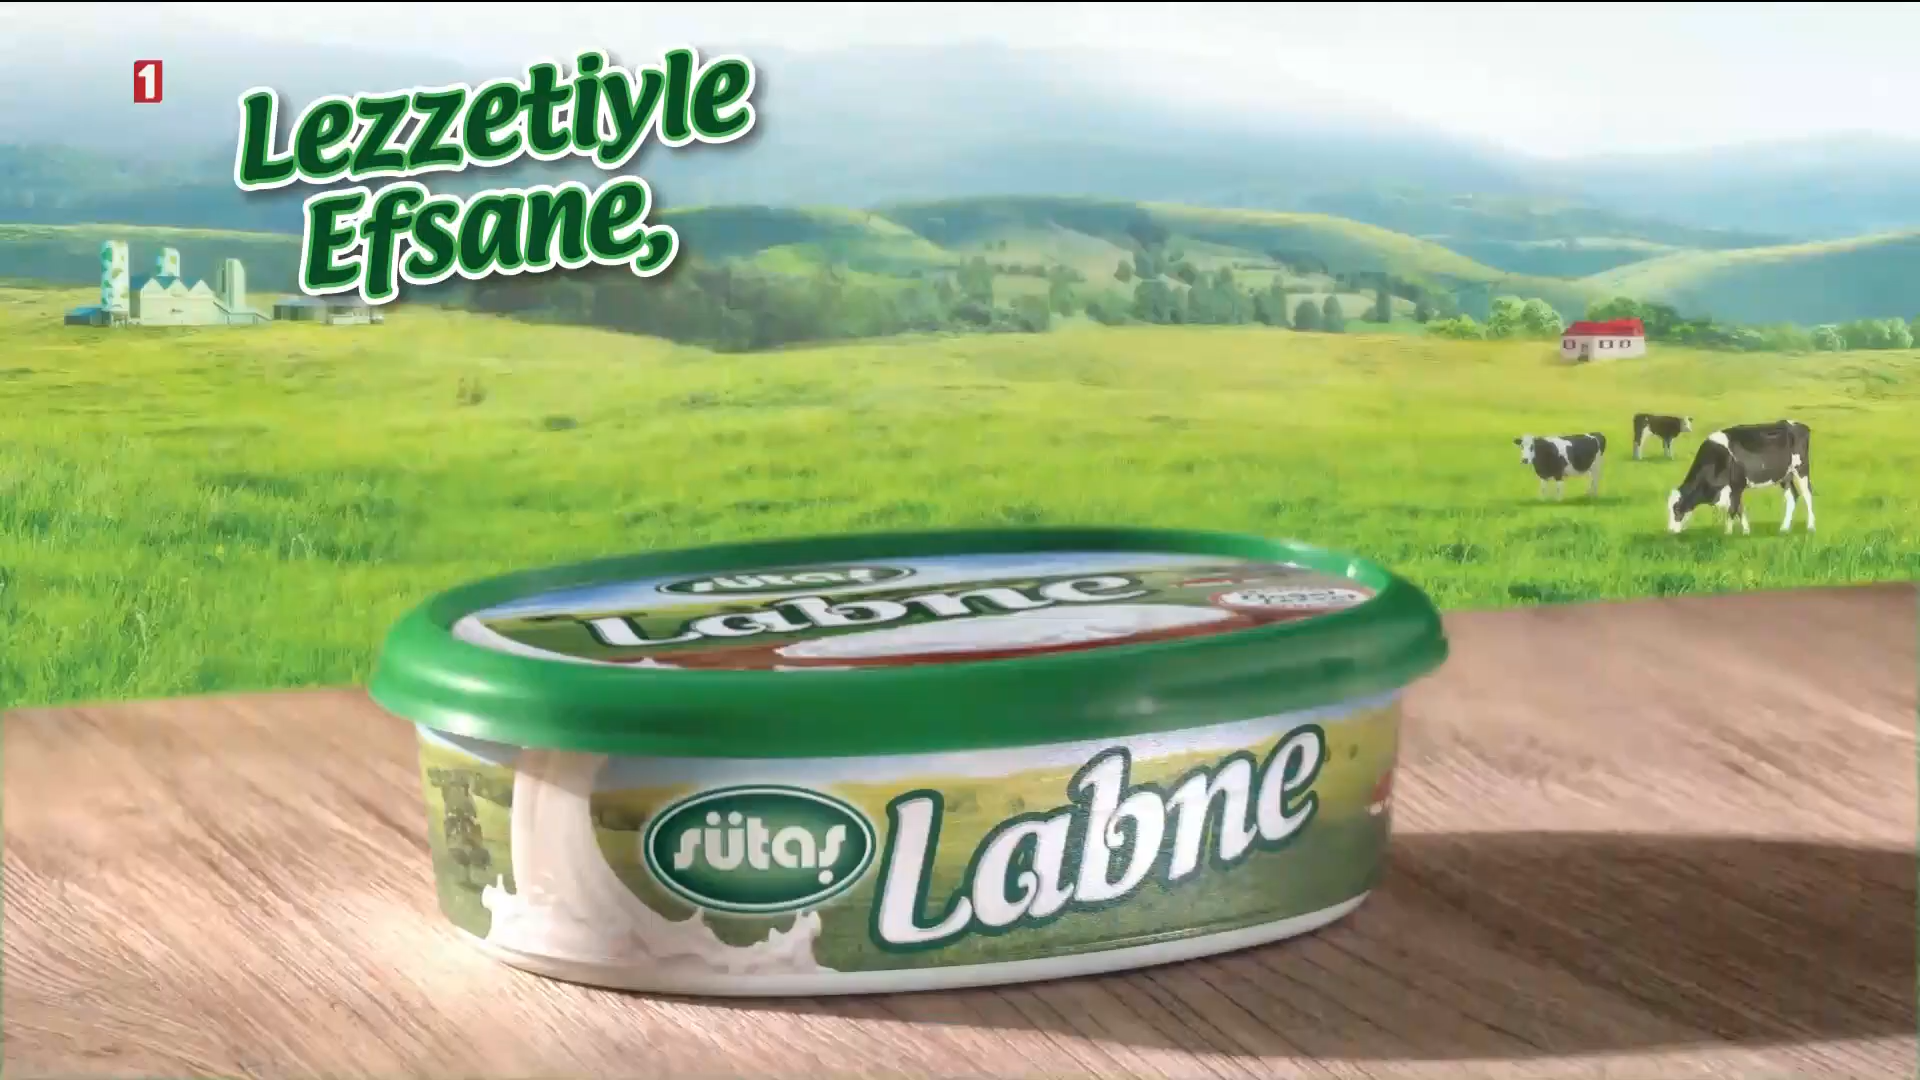 1
Lezzetiyle
Efsane,
sütaş
Labne
sütaş
Labne